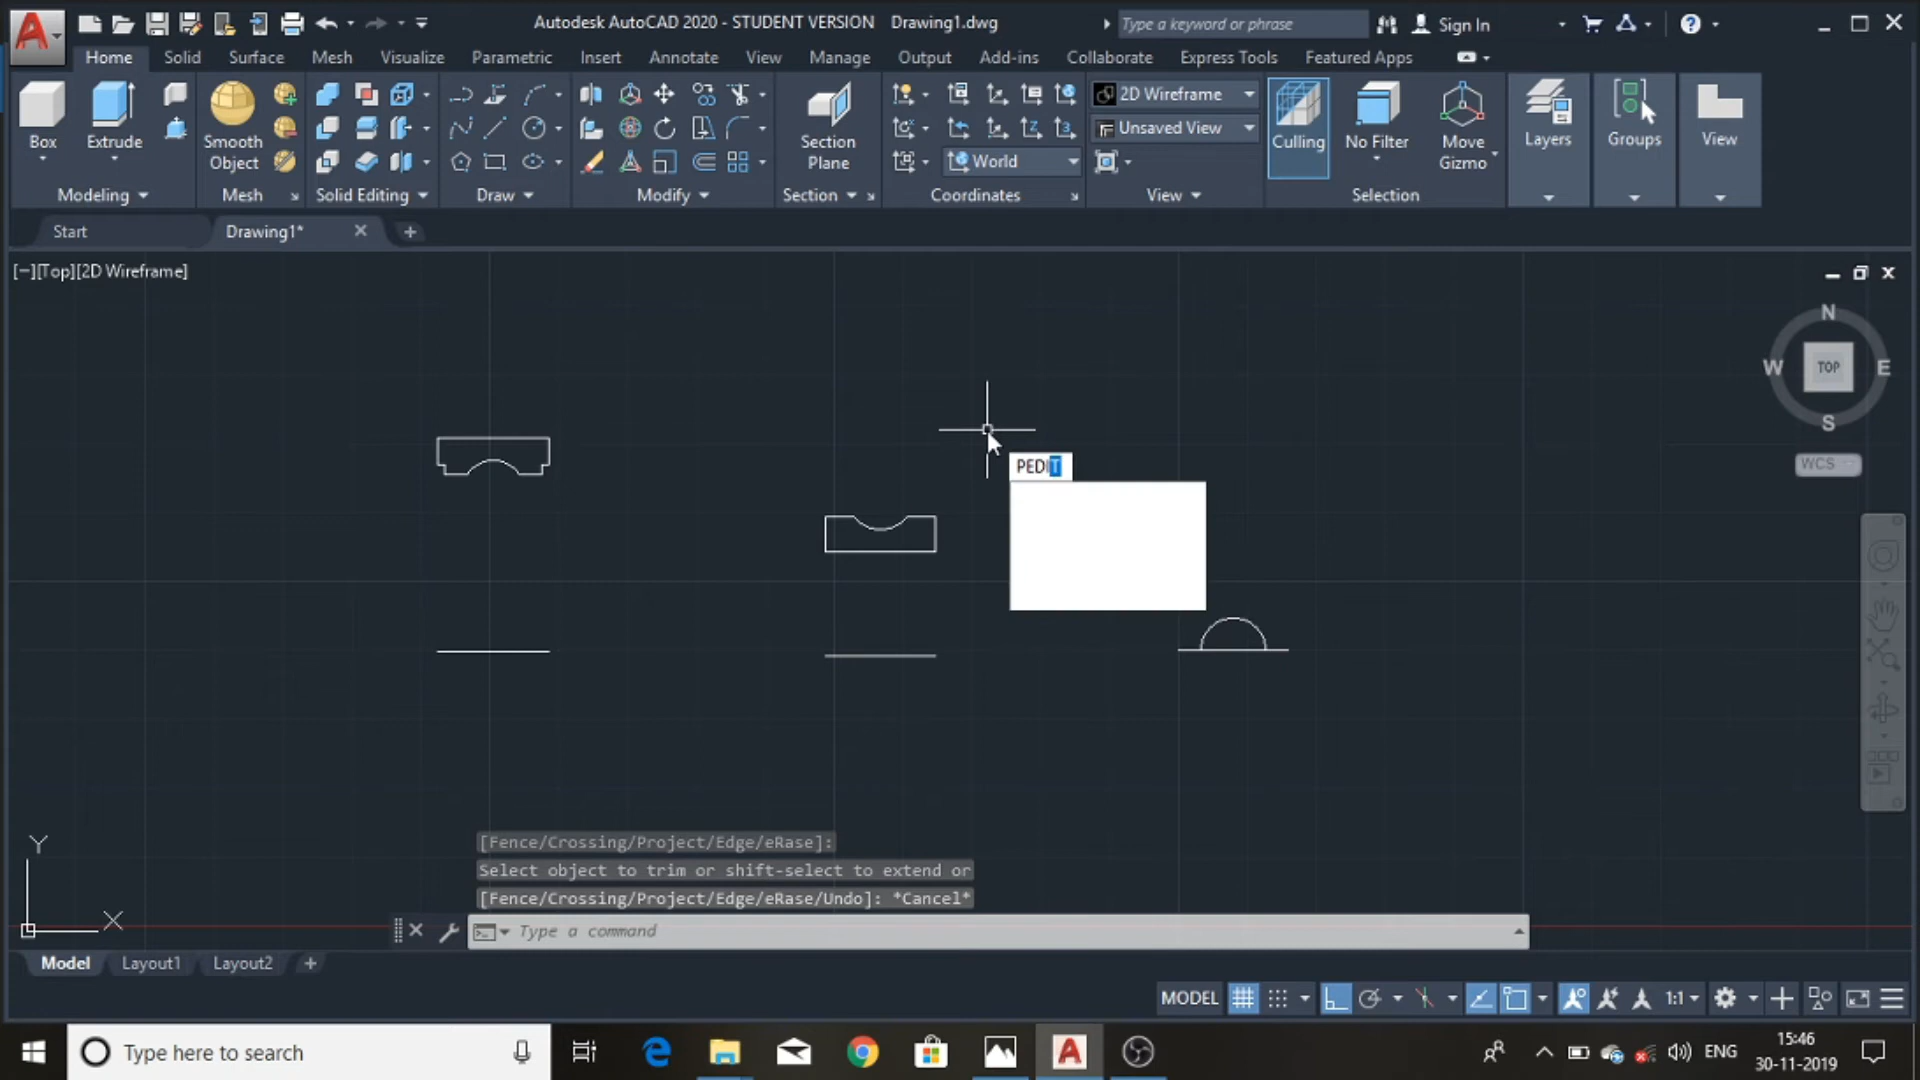 Autodesk AutoCAD 2020 - STUDENT VERSION Drawing1.dwg
Type a keyword or phrase
Sign In
Home Solid Surface Mesh Visualize Parametric Insert Annotate View Manage Output Add-ins Collaborate Express Tools Featured Apps
Box Extrude Smooth Object Section Plane
2D Wireframe
Unsaved View
World
Culling No Filter Move Gizmo Layers Groups View
Modeling Mesh Solid Editing Draw Modify Section Coordinates View Selection
Start Drawing1*
[−][Top][2D Wireframe]
N
W TOP E
S
WCS
PEDIT
Y
X
[Fence/Crossing/Project/Edge/eRase]:
Select object to trim or shift-select to extend or
[Fence/Crossing/Project/Edge/eRase/Undo]: *Cancel*
Type a command
Model Layout1 Layout2
MODEL 1:1
Type here to search
ENG
15:46
30-11-2019